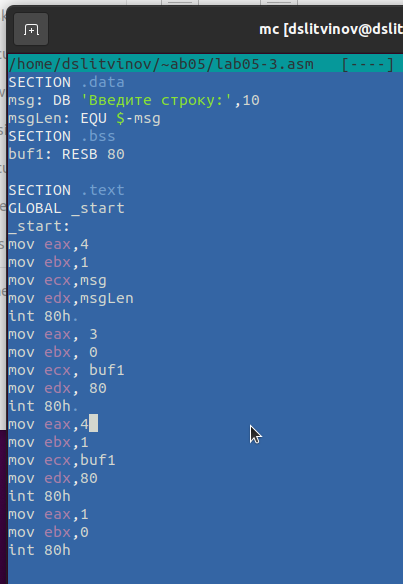 mc [dslitvinov@dslit
/home/dslitvinov/~ab05/lab05-3.asm   [----]
SECTION .data
msg: DB 'Введите строку:',10
msgLen: EQU $-msg
SECTION .bss
buf1: RESB 80

SECTION .text
GLOBAL _start
_start:
mov eax,4
mov ebx,1
mov ecx,msg
mov edx,msgLen
int 80h.
mov eax, 3
mov ebx, 0
mov ecx, buf1
mov edx, 80
int 80h.
mov eax,4
mov ebx,1
mov ecx,buf1
mov edx,80
int 80h
mov eax,1
mov ebx,0
int 80h